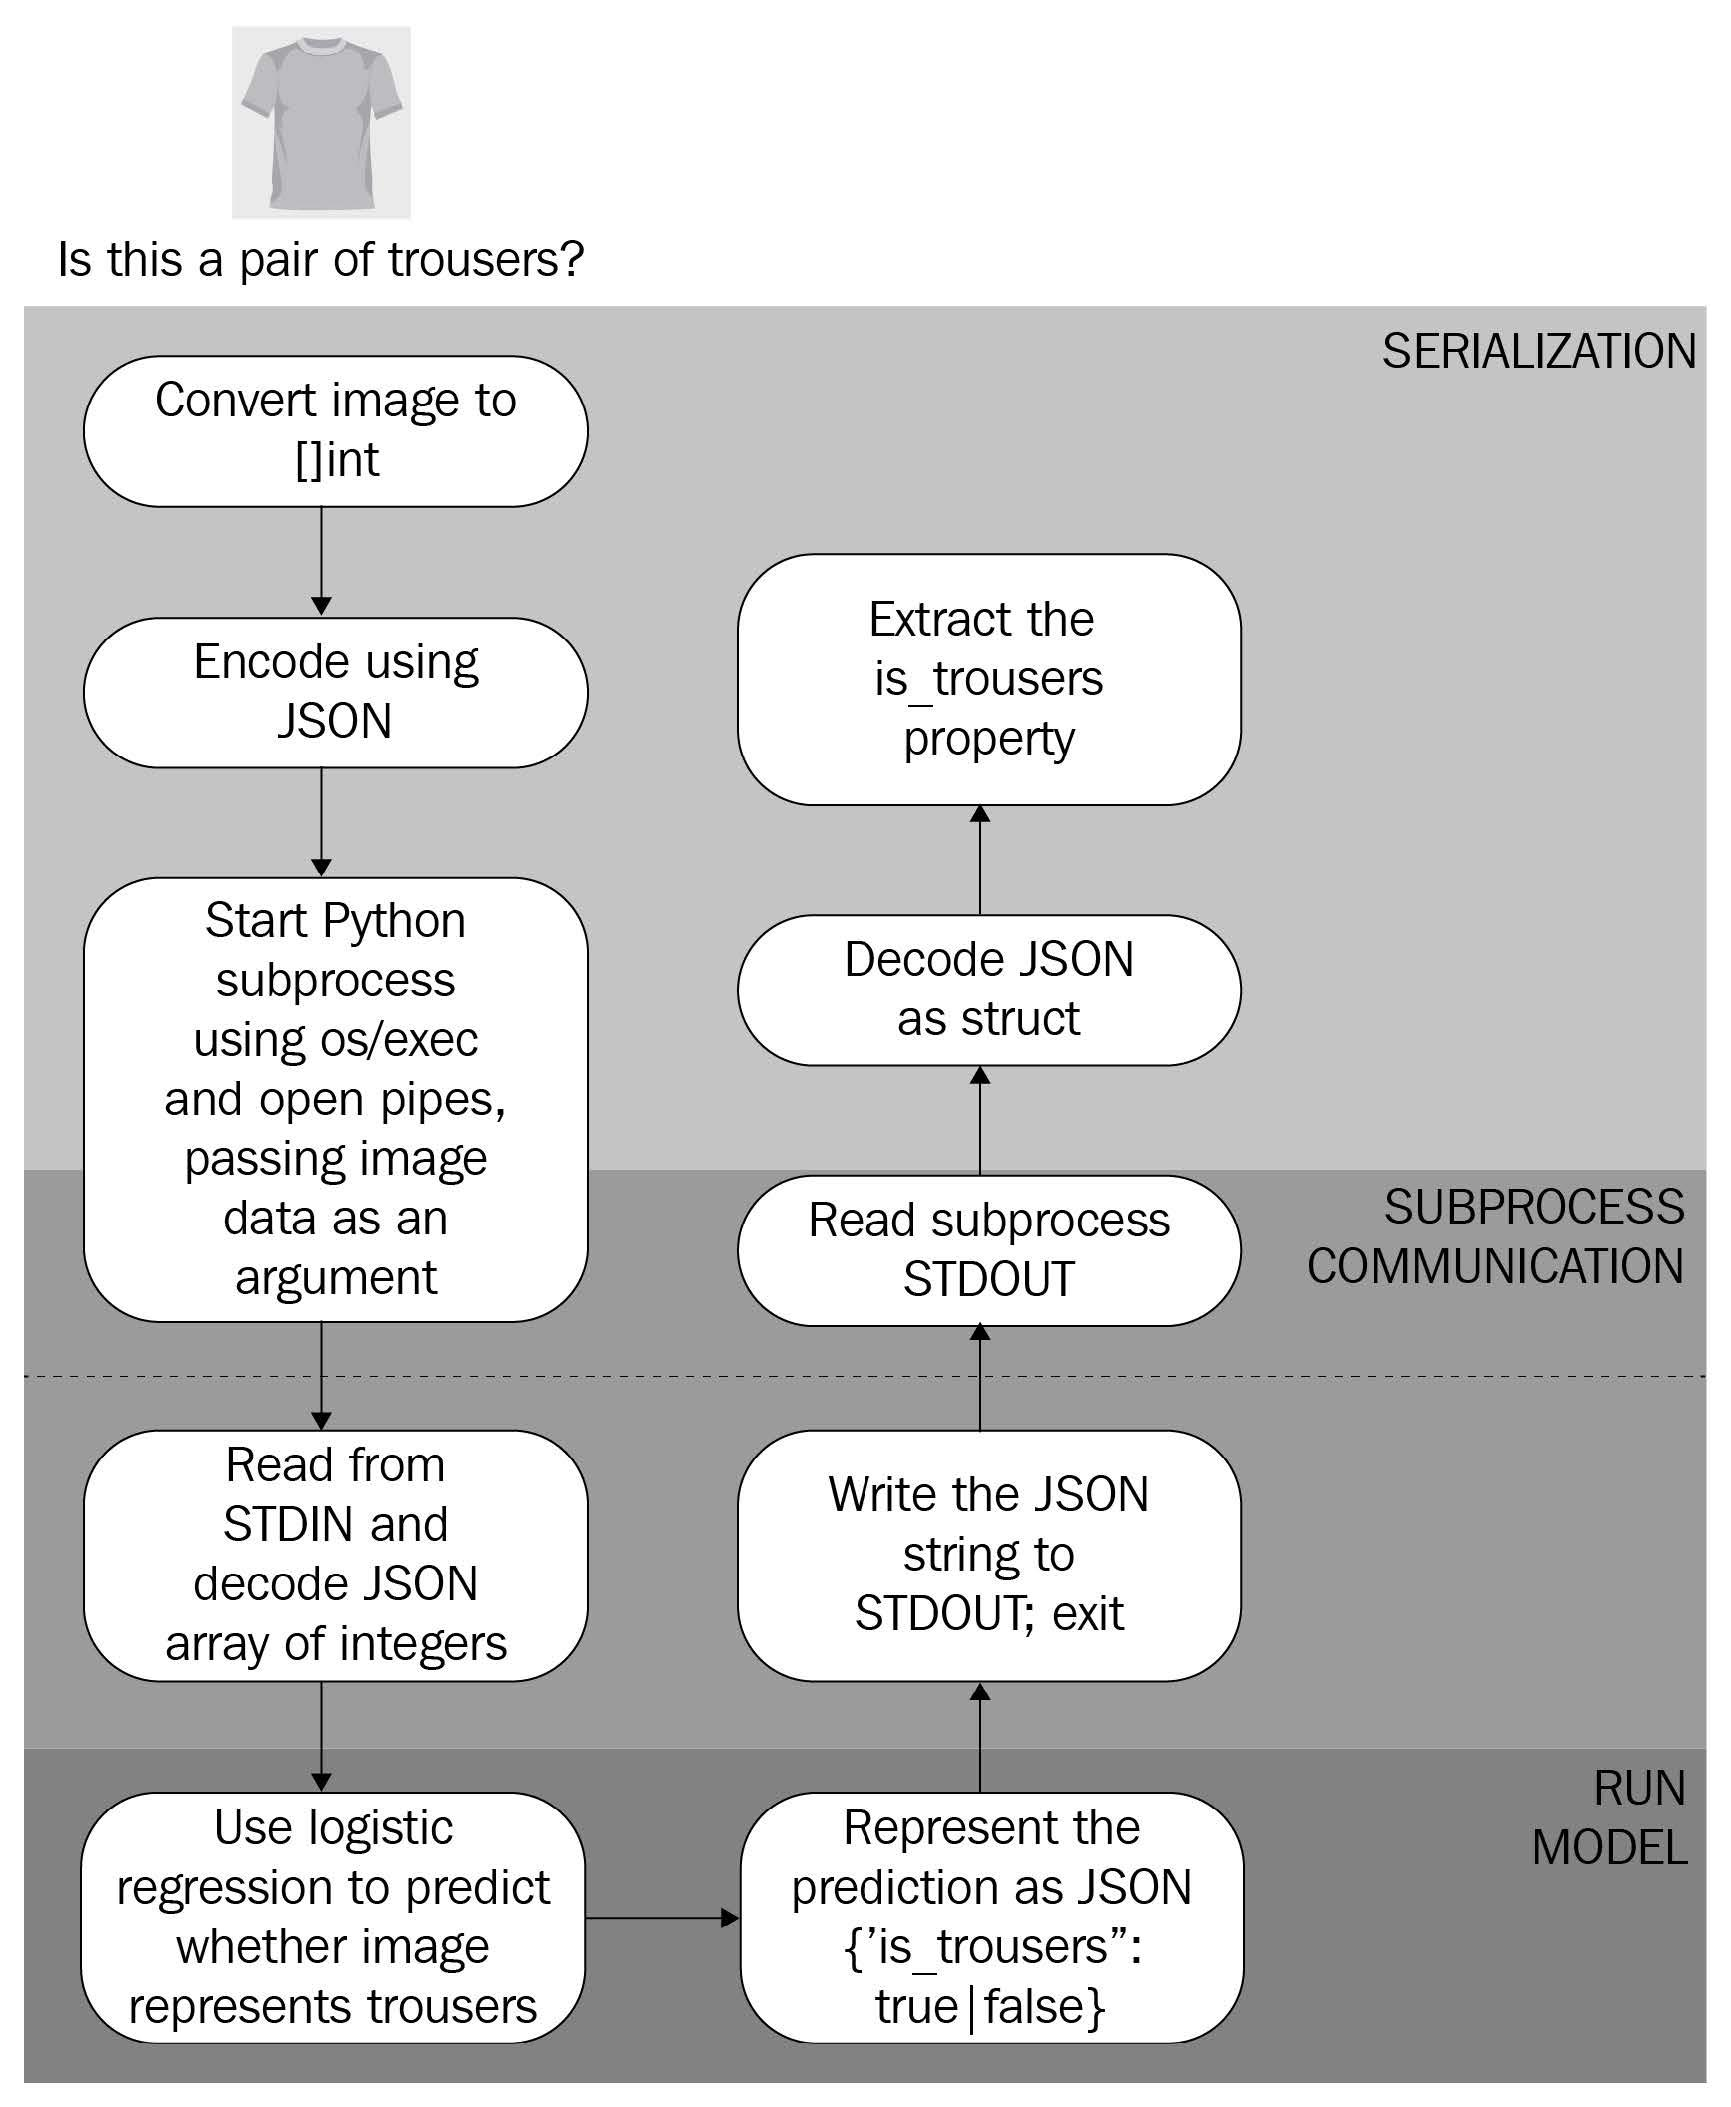 Is this a pair of trousers?
SERIALIZATION
Convert image to
[]int
Encode using
JSON
Start Python
subprocess
using os/exec
and open pipes,
passing image
data as an
argument
Read from
STDIN and
decode JSON
array of integers
Use logistic
regression to predict
whether image
represents trousers
Represent the
prediction as JSON
{’is_trousers”:
true|false}
Write the JSON
string to
STDOUT; exit
Read subprocess
STDOUT
Decode JSON
as struct
Extract the
is_trousers
property
SUBPROCESS
COMMUNICATION
RUN
MODEL